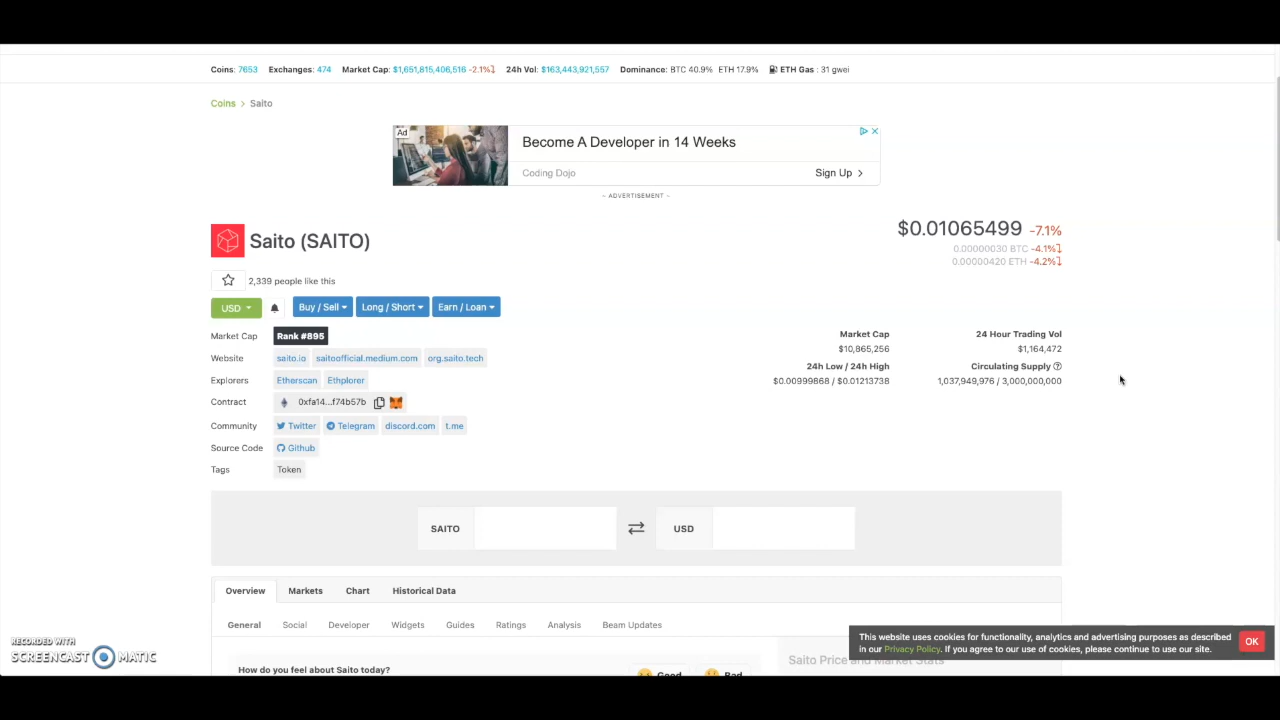 Coins: 7653 Exchanges: 474 Market Cap: $1,651,815,406,516 -2.1% 24h Vol: $163,443,921,557 Dominance: BTC 40.9% ETH 17.9% ETH Gas : 31 gwei
Coins > Saito
Ad
Become A Developer in 14 Weeks
Coding Dojo Sign Up >
- ADVERTISEMENT -
Saito (SAITO) $0.01065499 -7.1%
0.00000030 BTC -4.1%
0.00000420 ETH -4.2%
2,339 people like this
USD Buy / Sell Long / Short Earn / Loan
Market Cap Rank #895
Website saito.io saitoofficial.medium.com org.saito.tech
Explorers Etherscan Ethplorer
Contract 0xfa14...f74b57b
Community Twitter Telegram discord.com t.me
Source Code Github
Tags Token
Market Cap 24 Hour Trading Vol
$10,865,256 $1,164,472
24h Low / 24h High Circulating Supply
$0.00999868 / $0.01213738 1,037,949,976 / 3,000,000,000
SAITO USD
Overview Markets Chart Historical Data
General Social Developer Widgets Guides Ratings Analysis Beam Updates
How do you feel about Saito today? Good Bad
Saito Price and Market Stats
This website uses cookies for functionality, analytics and advertising purposes as described
in our Privacy Policy. If you agree to our use of cookies, please continue to use our site.
OK
RECORDED WITH
SCREENCAST MATIC